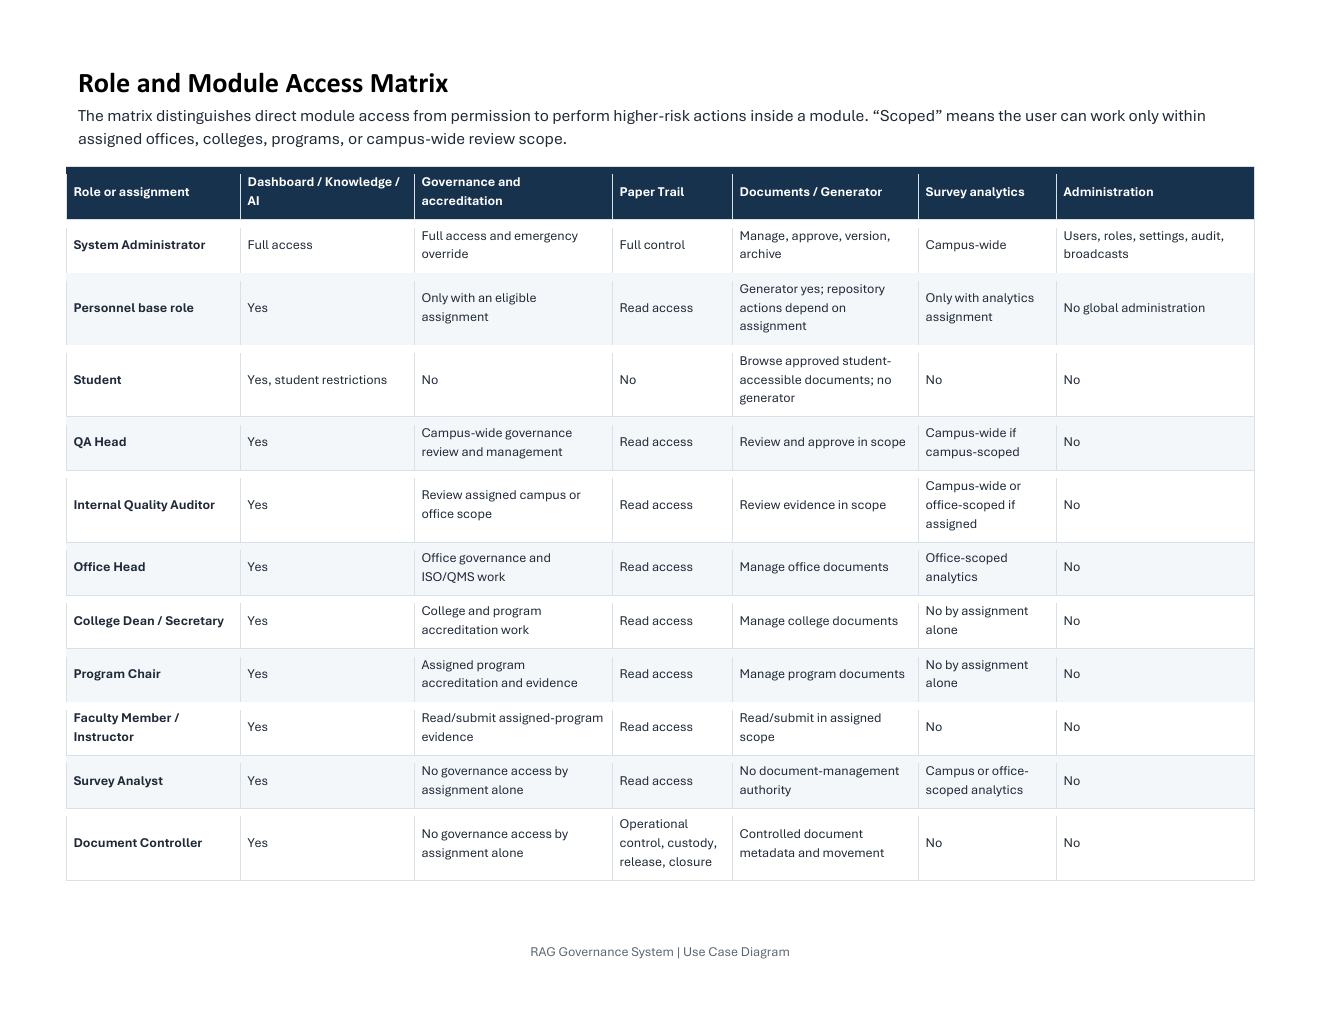 Role and Module Access Matrix
The matrix distinguishes direct module access from permission to perform higher-risk actions inside a module. “Scoped” means the user can work only within
assigned offices, colleges, programs, or campus-wide review scope.
Role or assignment
Dashboard / Knowledge /
AI
Governance and
accreditation
Paper Trail
Documents / Generator
Survey analytics
Administration
System Administrator
Full access
Full access and emergency
override
Full control
Manage, approve, version,
archive
Campus-wide
Users, roles, settings, audit,
broadcasts
Personnel base role
Yes
Only with an eligible
assignment
Read access
Generator yes; repository
actions depend on
assignment
Only with analytics
assignment
No global administration
Student
Yes, student restrictions
No
No
Browse approved student-
accessible documents; no
generator
No
No
QA Head
Yes
Campus-wide governance
review and management
Read access
Review and approve in scope
Campus-wide if
campus-scoped
No
Internal Quality Auditor
Yes
Review assigned campus or
office scope
Read access
Review evidence in scope
Campus-wide or
office-scoped if
assigned
No
Office Head
Yes
Office governance and
ISO/QMS work
Read access
Manage office documents
Office-scoped
analytics
No
College Dean / Secretary
Yes
College and program
accreditation work
Read access
Manage college documents
No by assignment
alone
No
Program Chair
Yes
Assigned program
accreditation and evidence
Read access
Manage program documents
No by assignment
alone
No
Faculty Member /
Instructor
Yes
Read/submit assigned-program
evidence
Read access
Read/submit in assigned
scope
No
No
Survey Analyst
Yes
No governance access by
assignment alone
Read access
No document-management
authority
Campus or office-
scoped analytics
No
Document Controller
Yes
No governance access by
assignment alone
Operational
control, custody,
release, closure
Controlled document
metadata and movement
No
No
RAG Governance System | Use Case Diagram